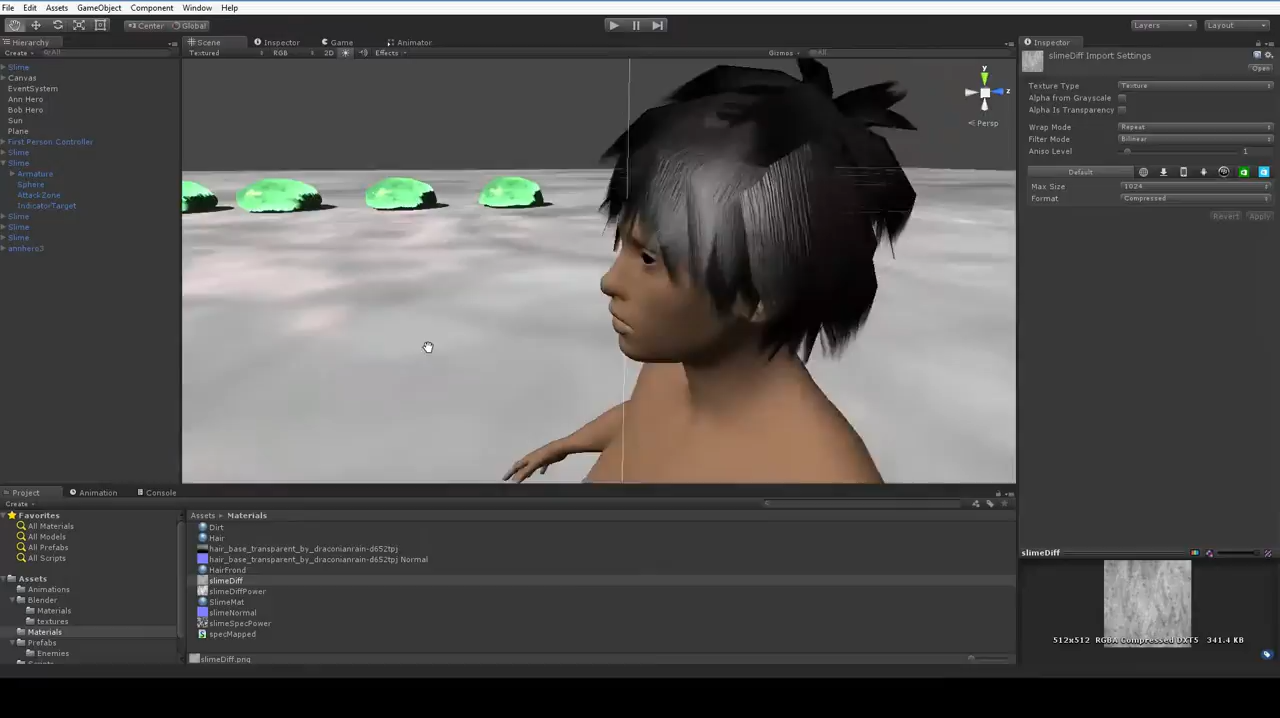 File Edit Assets GameObject Component Window Help
Center Global Layers Layout
Hierarchy
Create All
Slime
Canvas
EventSystem
Ann Hero
Bob Hero
Sun
Plane
First Person Controller
Slime
Slime
Armature
Sphere
AttackZone
IndicatorTarget
Slime
Slime
Slime
annhero3
Scene Inspector Game Animator
Textured RGB 2D Effects Gizmos All
y
z
Persp
Inspector
slimeDiff Import Settings
Open
Texture Type Texture
Alpha from Grayscale
Alpha Is Transparency
Wrap Mode Repeat
Filter Mode Bilinear
Aniso Level 1
Default
Max Size 1024
Format Compressed
Revert Apply
Project Animation Console
Create
Favorites
All Materials
All Models
All Prefabs
All Scripts
Assets
Animations
Blender
Materials
textures
Materials
Prefabs
Enemies
Assets Materials
Dirt
Hair
hair_base_transparent_by_draconianrain-d652tpj
hair_base_transparent_by_draconianrain-d652tpj Normal
HairFrond
slimeDiff
slimeDiffPower
SlimeMat
slimeNormal
slimeSpecPower
specMapped
slimeDiff.png
slimeDiff
512x512 RGBA Compressed DXT5 341.4 KB